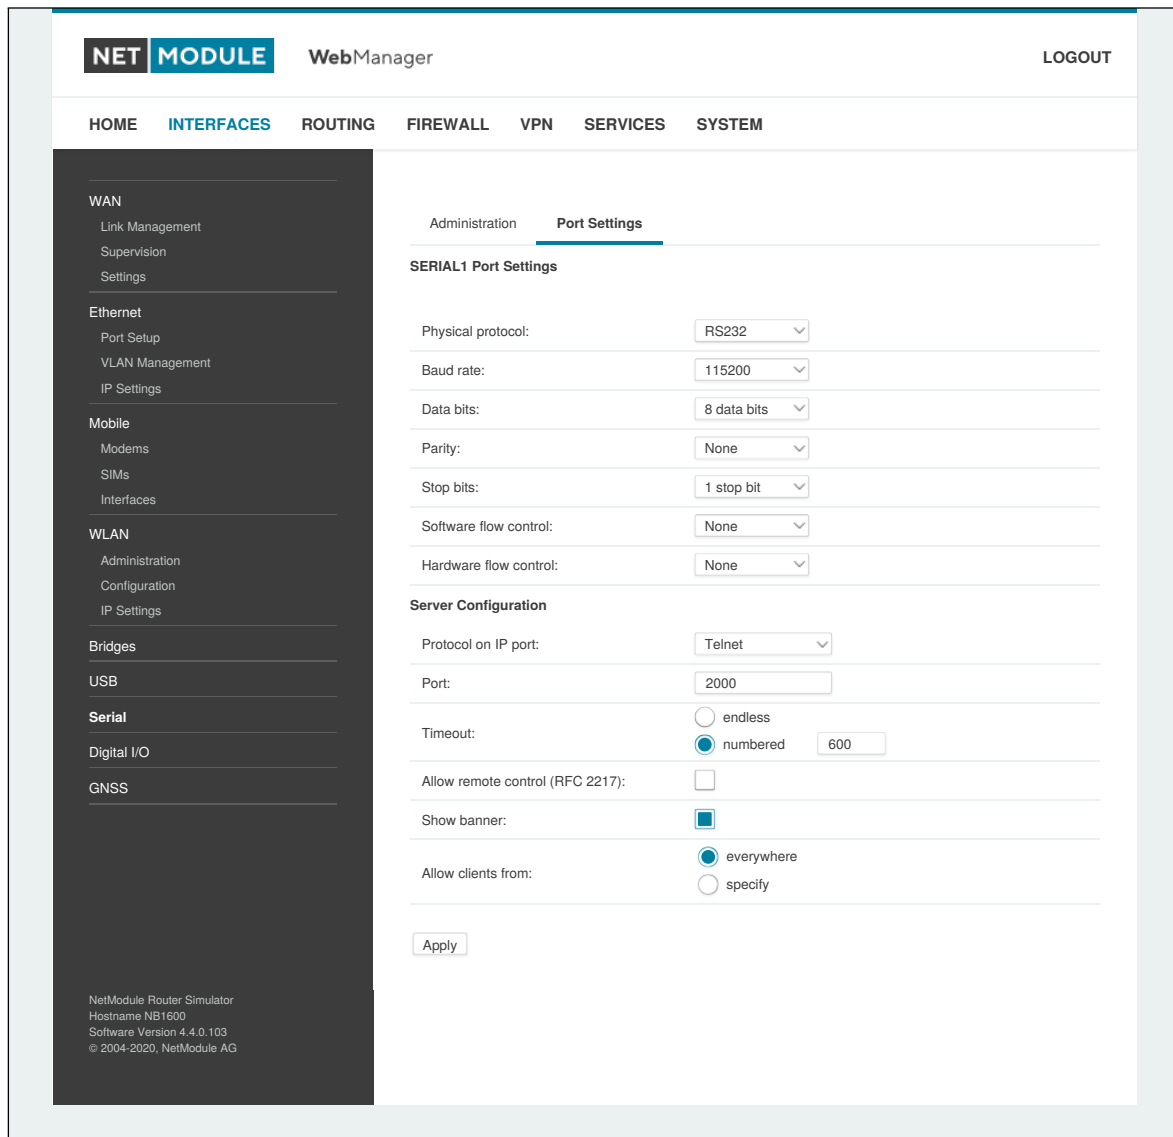 NET MODULE WebManager LOGOUT
HOME INTERFACES ROUTING FIREWALL VPN SERVICES SYSTEM
WAN
Link Management
Supervision
Settings
Ethernet
Port Setup
VLAN Management
IP Settings
Mobile
Modems
SIMs
Interfaces
WLAN
Administration
Configuration
IP Settings
Bridges
USB
Serial
Digital I/O
GNSS
NetModule Router Simulator
Hostname NB1600
Software Version 4.4.0.103
© 2004-2020, NetModule AG
Administration Port Settings
SERIAL1 Port Settings
Physical protocol: RS232
Baud rate: 115200
Data bits: 8 data bits
Parity: None
Stop bits: 1 stop bit
Software flow control: None
Hardware flow control: None
Server Configuration
Protocol on IP port: Telnet
Port: 2000
Timeout: endless
numbered 600
Allow remote control (RFC 2217):
Show banner:
Allow clients from: everywhere
specify
Apply